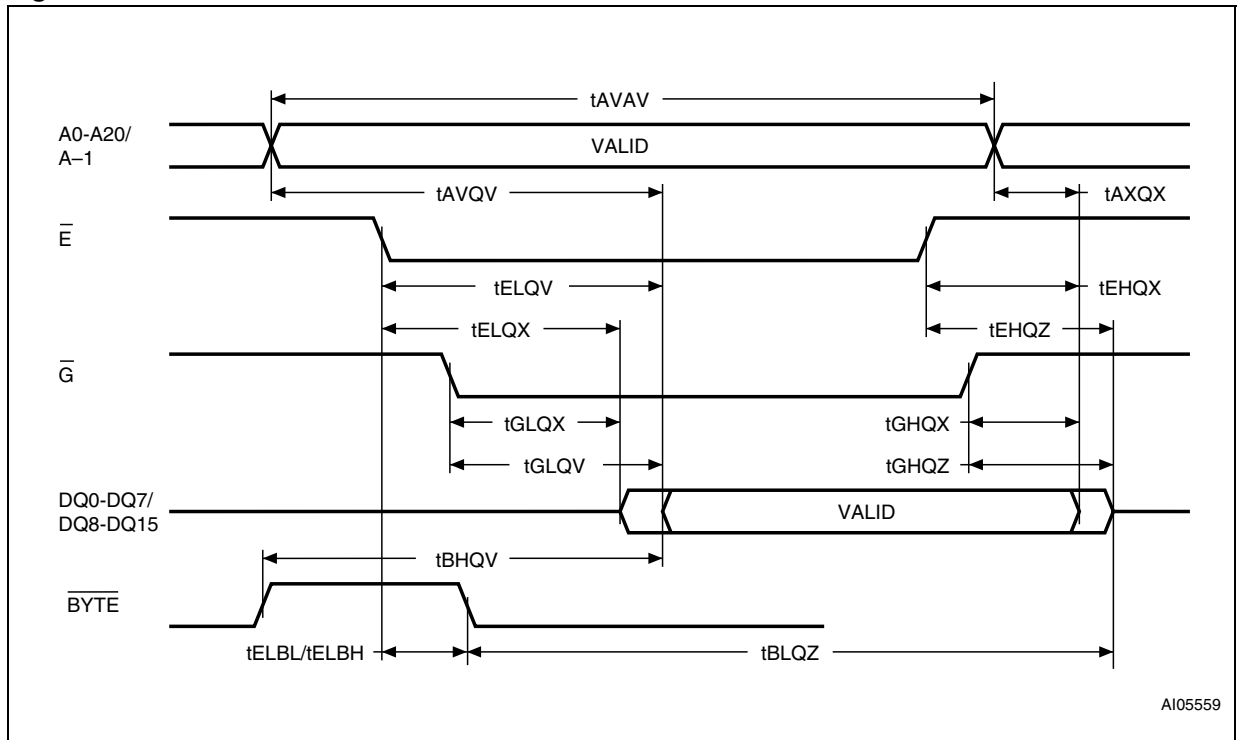 tAVAV
A0-A20/
A–1
VALID
tAVQV
tAXQX
E̅
tELQV
tEHQX
tELQX
tEHQZ
G̅
tGLQX
tGHQX
tGLQV
tGHQZ
DQ0-DQ7/
DQ8-DQ15
VALID
tBHQV
B̅Y̅T̅E̅
tELBL/tELBH
tBLQZ
AI05559